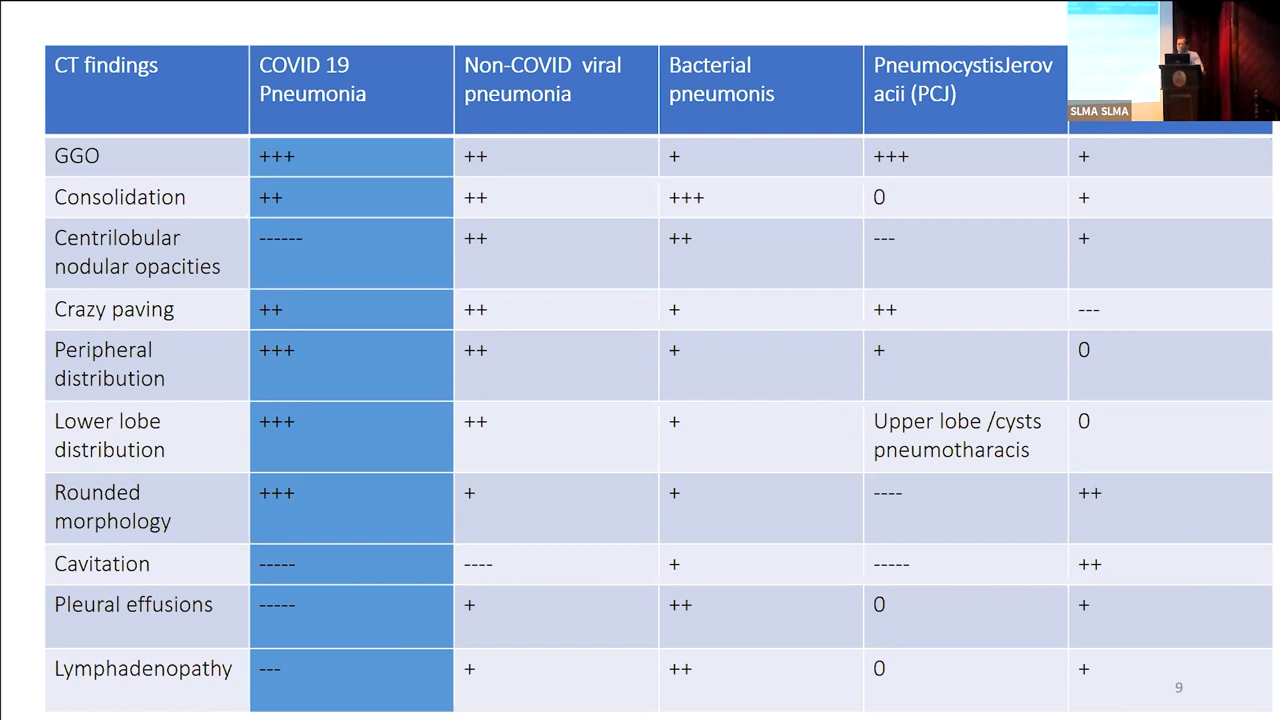 CT findings
COVID 19
Pneumonia
Non-COVID viral
pneumonia
Bacterial
pneumonis
PneumocystisJerov
acii (PCJ)
SLMA SLMA
GGO
+++
++
+
+++
+
Consolidation
++
++
+++
0
+
Centrilobular
nodular opacities
------
++
++
---
+
Crazy paving
++
++
+
++
---
Peripheral
distribution
+++
++
+
+
0
Lower lobe
distribution
+++
++
+
Upper lobe /cysts
pneumotharacis
0
Rounded
morphology
+++
+
+
----
++
Cavitation
-----
----
+
-----
++
Pleural effusions
-----
+
++
0
+
Lymphadenopathy
---
+
++
0
+
9